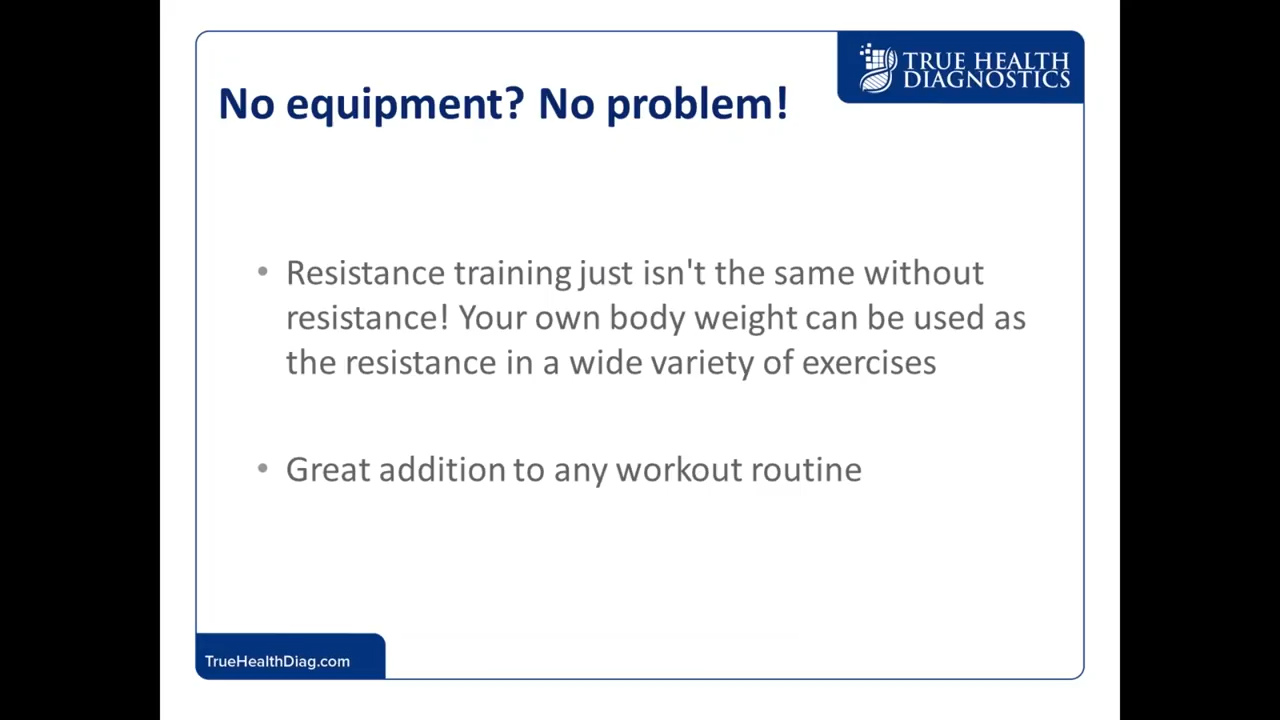 TRUE HEALTH
DIAGNOSTICS
No equipment? No problem!
• Resistance training just isn't the same without
resistance! Your own body weight can be used as
the resistance in a wide variety of exercises
• Great addition to any workout routine
TrueHealthDiag.com